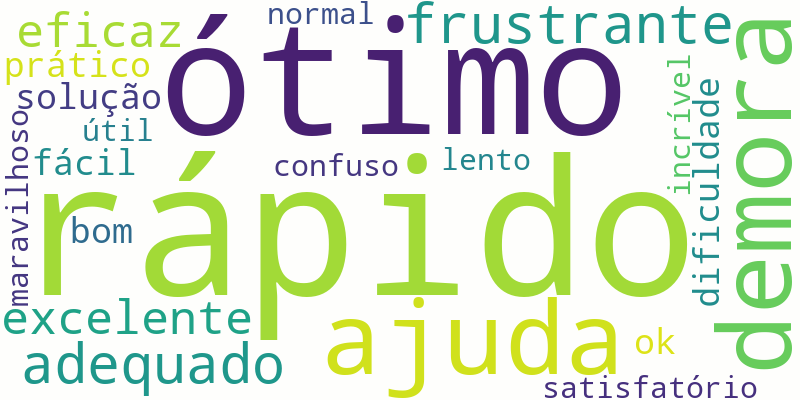 eficaz
normal
frustrante
ótimo
prático
solução
útil
fácil
confuso
lento
incrível
dificuldade
demora
maravilhoso
rápido
bom
excelente
ajuda
adequado
ok
satisfatório